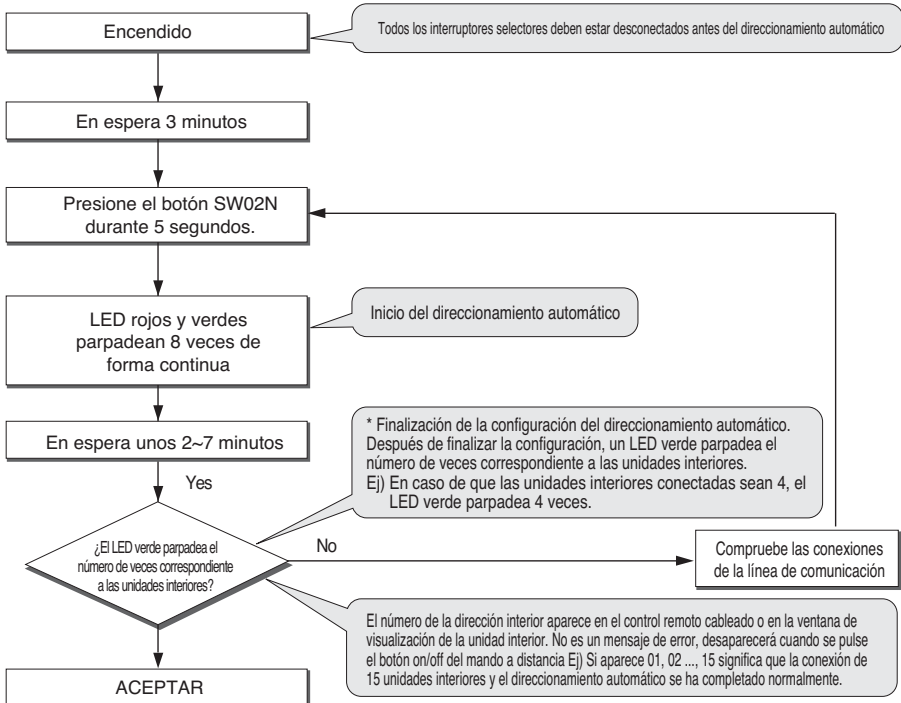 Encendido
Todos los interruptores selectores deben estar desconectados antes del direccionamiento automático
En espera 3 minutos
Presione el botón SW02N
durante 5 segundos.
LED rojos y verdes
parpadean 8 veces de
forma continua
Inicio del direccionamiento automático
En espera unos 2~7 minutos
* Finalización de la configuración del direccionamiento automático.
Después de finalizar la configuración, un LED verde parpadea el
número de veces correspondiente a las unidades interiores.
Ej) En caso de que las unidades interiores conectadas sean 4, el
LED verde parpadea 4 veces.
Yes
¿El LED verde parpadea el
número de veces correspondiente
a las unidades interiores?
No
Compruebe las conexiones
de la línea de comunicación
El número de la dirección interior aparece en el control remoto cableado o en la ventana de
visualización de la unidad interior. No es un mensaje de error, desaparecerá cuando se pulse
el botón on/off del mando a distancia Ej) Si aparece 01, 02 ..., 15 significa que la conexión de
15 unidades interiores y el direccionamiento automático se ha completado normalmente.
ACEPTAR